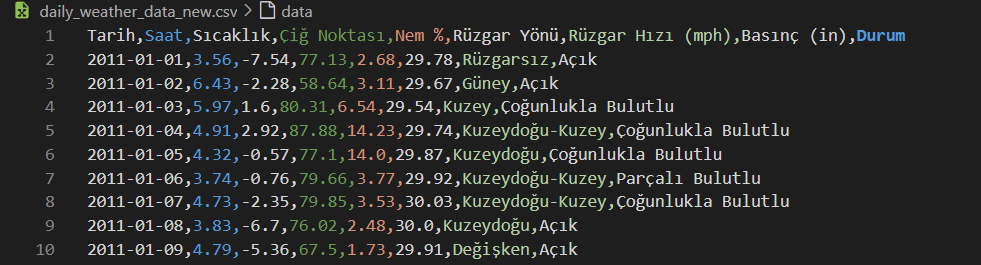 daily_weather_data_new.csv > data
1 Tarih,Saat,Sıcaklık,Çiğ Noktası,Nem %,Rüzgar Yönü,Rüzgar Hızı (mph),Basınç (in),Durum
2 2011-01-01,3.56,-7.54,77.13,2.68,29.78,Rüzgarsız,Açık
3 2011-01-02,6.43,-2.28,58.64,3.11,29.67,Güney,Açık
4 2011-01-03,5.97,1.6,80.31,6.54,29.54,Kuzey,Çoğunlukla Bulutlu
5 2011-01-04,4.91,2.92,87.88,14.23,29.74,Kuzeydoğu-Kuzey,Çoğunlukla Bulutlu
6 2011-01-05,4.32,-0.57,77.1,14.0,29.87,Kuzeydoğu,Çoğunlukla Bulutlu
7 2011-01-06,3.74,-0.76,79.66,3.77,29.92,Kuzeydoğu-Kuzey,Parçalı Bulutlu
8 2011-01-07,4.73,-2.35,79.85,3.53,30.03,Kuzeydoğu-Kuzey,Çoğunlukla Bulutlu
9 2011-01-08,3.83,-6.7,76.02,2.48,30.0,Kuzeydoğu,Açık
10 2011-01-09,4.79,-5.36,67.5,1.73,29.91,Değişken,Açık